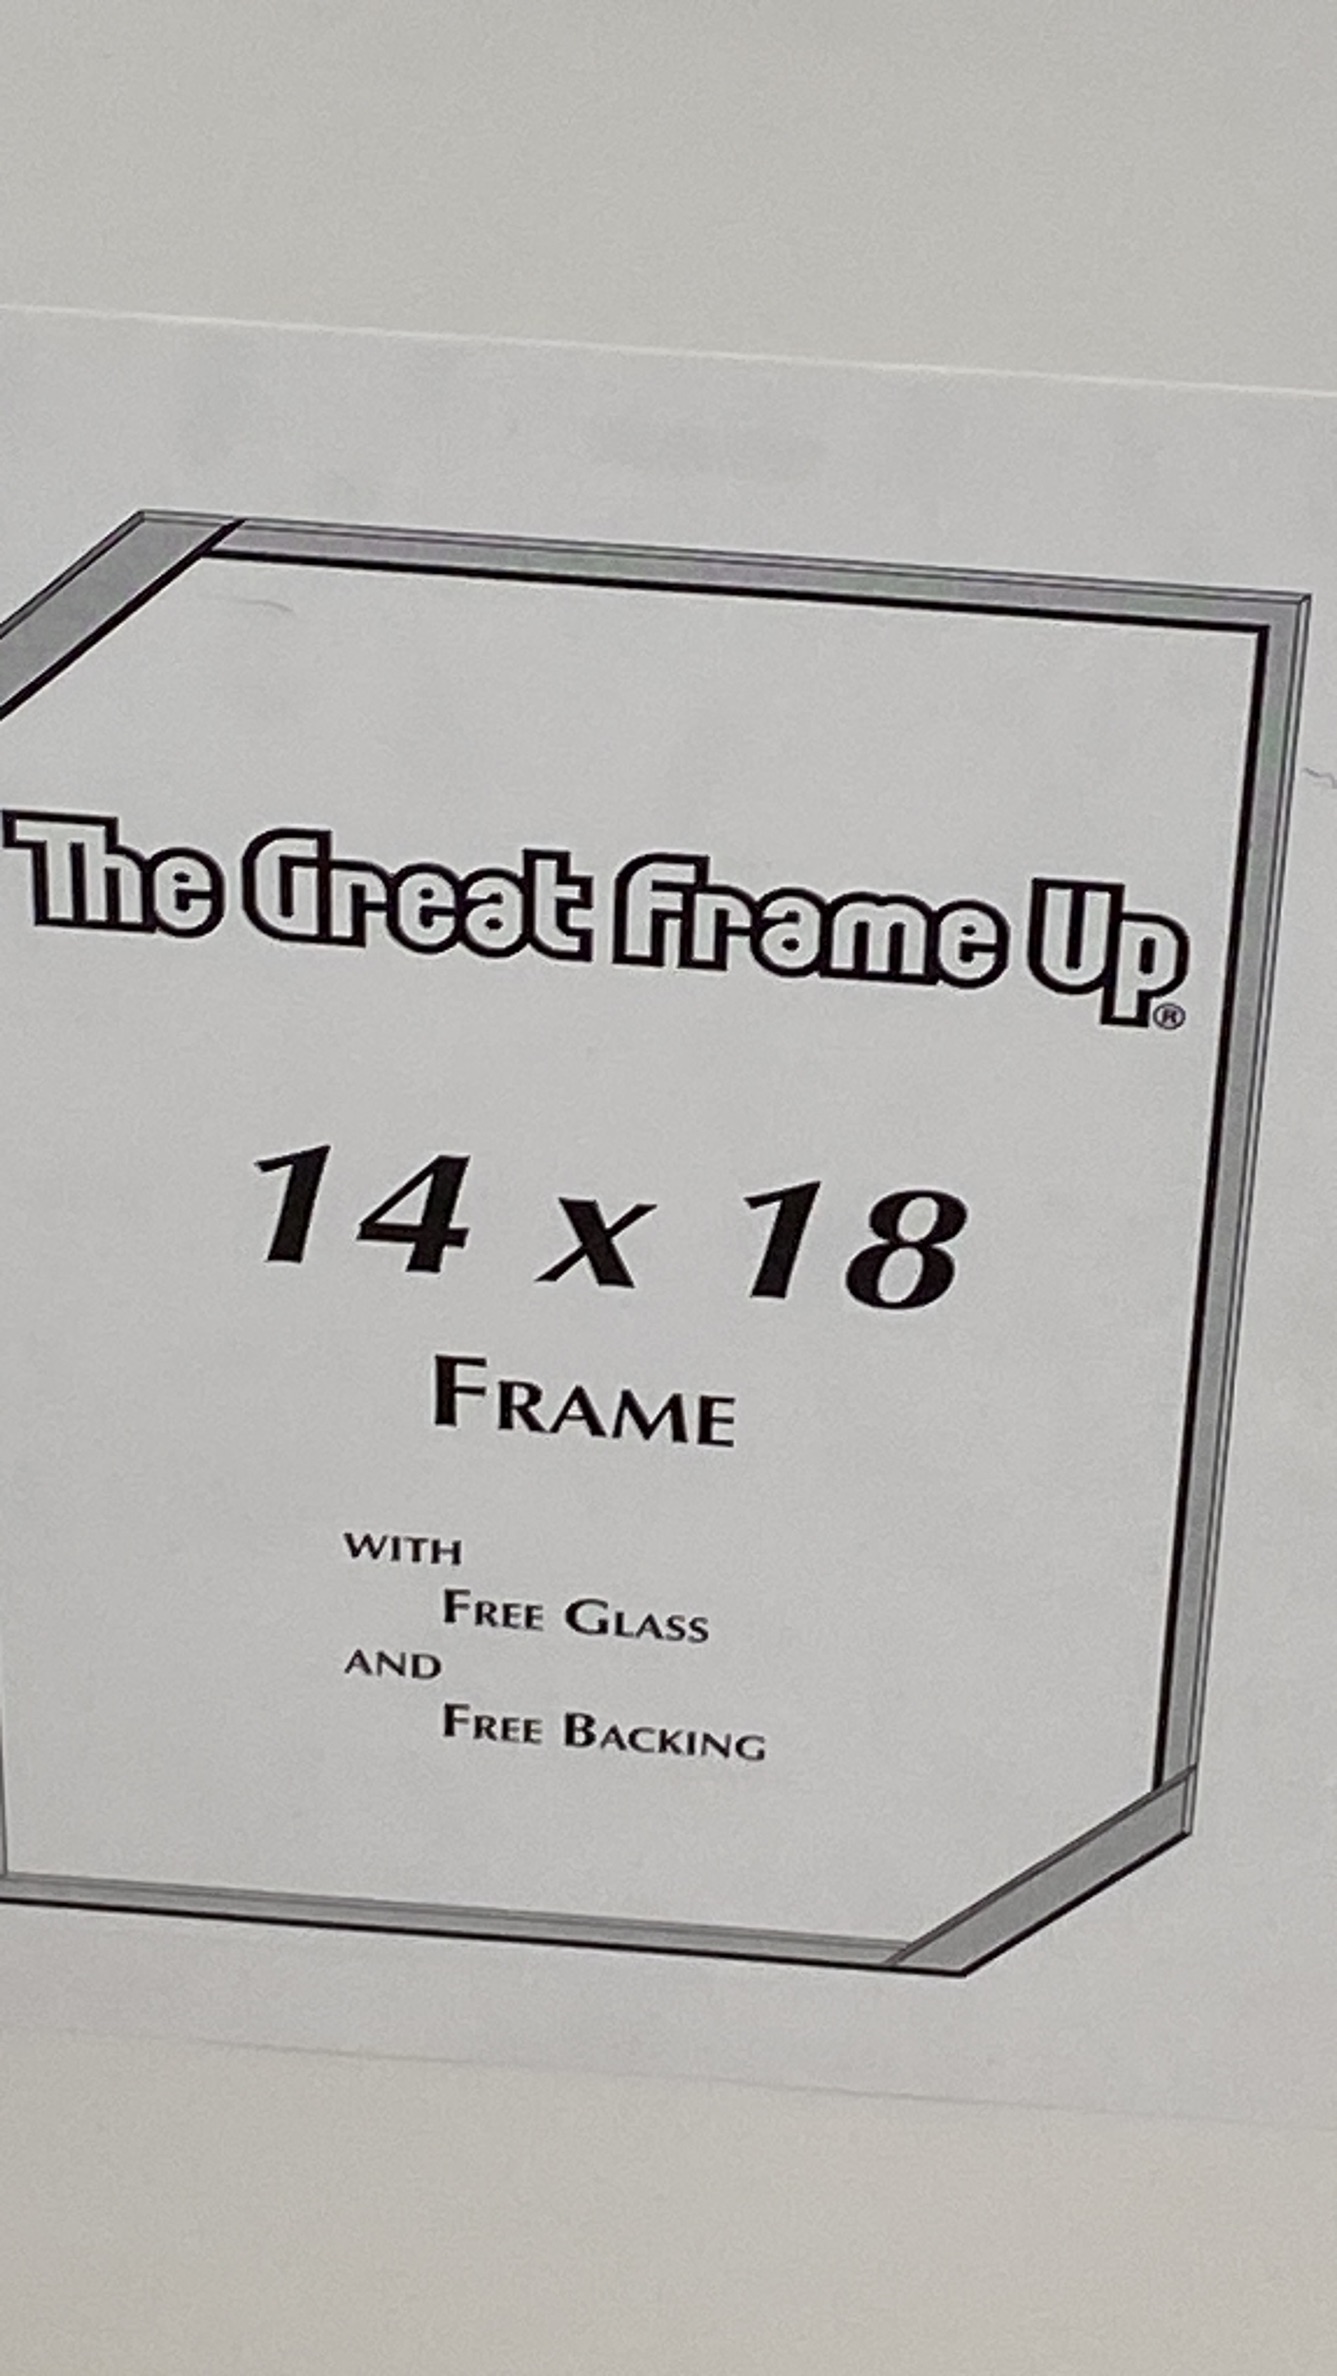 The Great Frame Up®
14 x 18
FRAME
WITH
FREE GLASS
AND
FREE BACKING